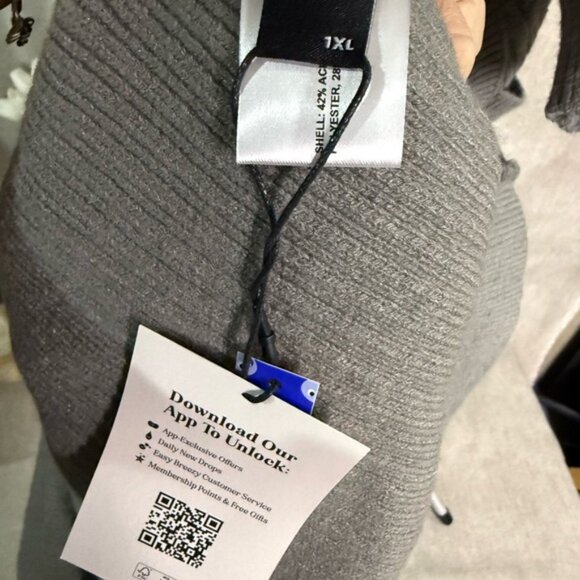 1XL
SHELL: 42% AC
POLYESTER, 28
Download Our
App To Unlock:
App-Exclusive Offers
Daily New Drops
Easy Breezy Customer Service
Membership Points & Free Gifts
FSC